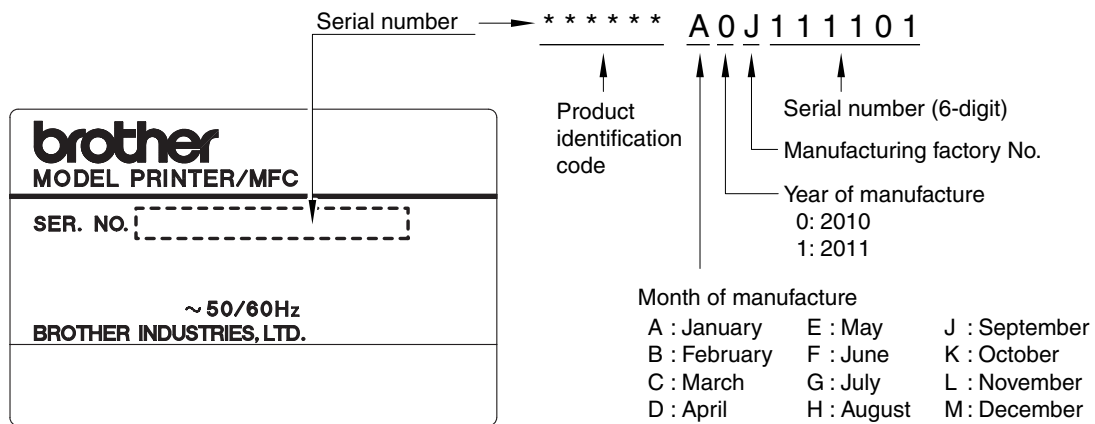 Serial number
* * * * * * A 0 J 1 1 1 1 0 1
Product
identification
code
Serial number (6-digit)
Manufacturing factory No.
Year of manufacture
0: 2010
1: 2011
brother
MODEL PRINTER/MFC
SER. NO.
~50/60Hz
BROTHER INDUSTRIES, LTD.
Month of manufacture
A : January E : May J : September
B : February F : June K : October
C : March G : July L : November
D : April H : August M : December